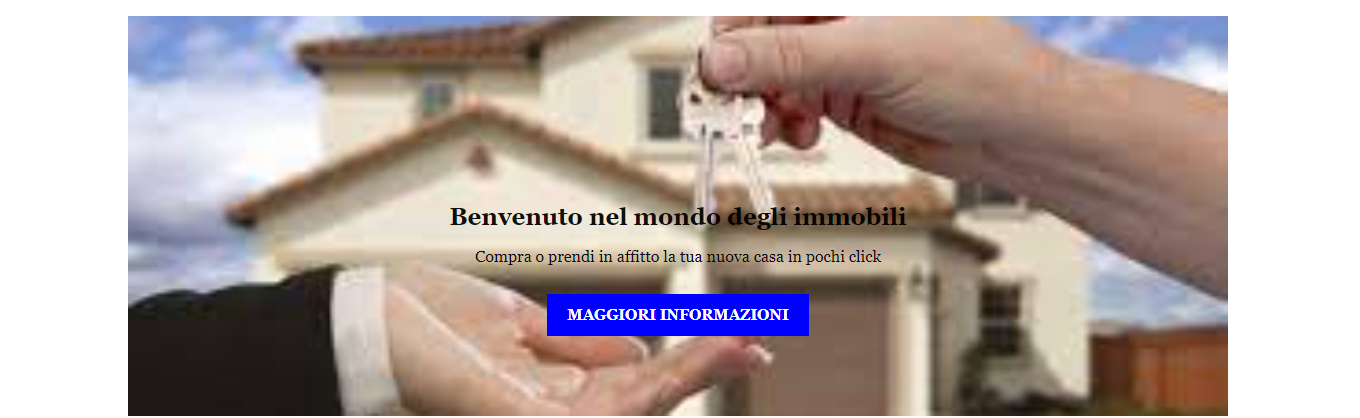 Benvenuto nel mondo degli immobili
Compra o prendi in affitto la tua nuova casa in pochi click
MAGGIORI INFORMAZIONI